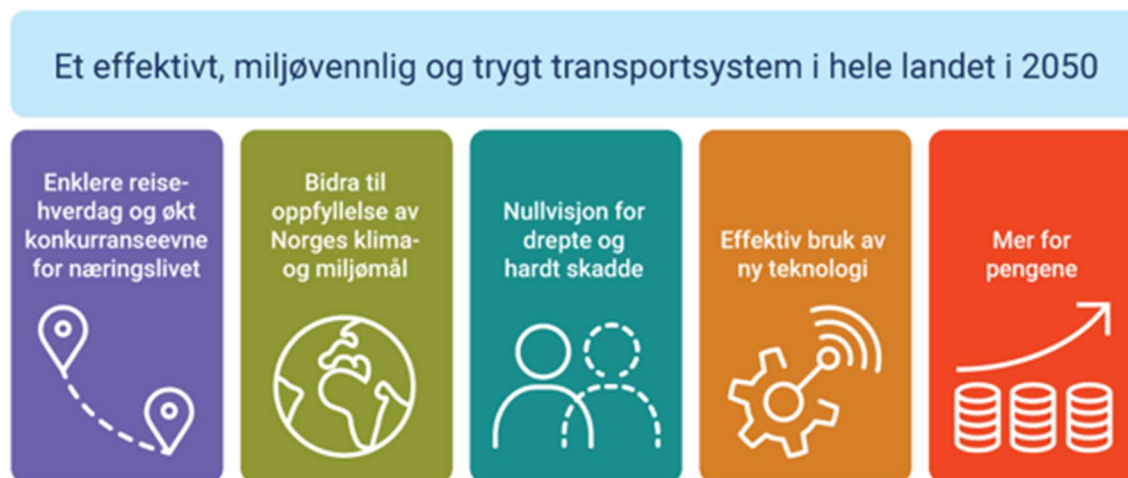 Et effektivt, miljøvennlig og trygt transportsystem i hele landet i 2050
Enklere reise-
hverdag og økt
konkurranseevne
for næringslivet
Bidra til
oppfyllelse av
Norges klima-
og miljømål
Nullvisjon for
drepte og
hardt skadde
Effektiv bruk av
ny teknologi
Mer for
pengene